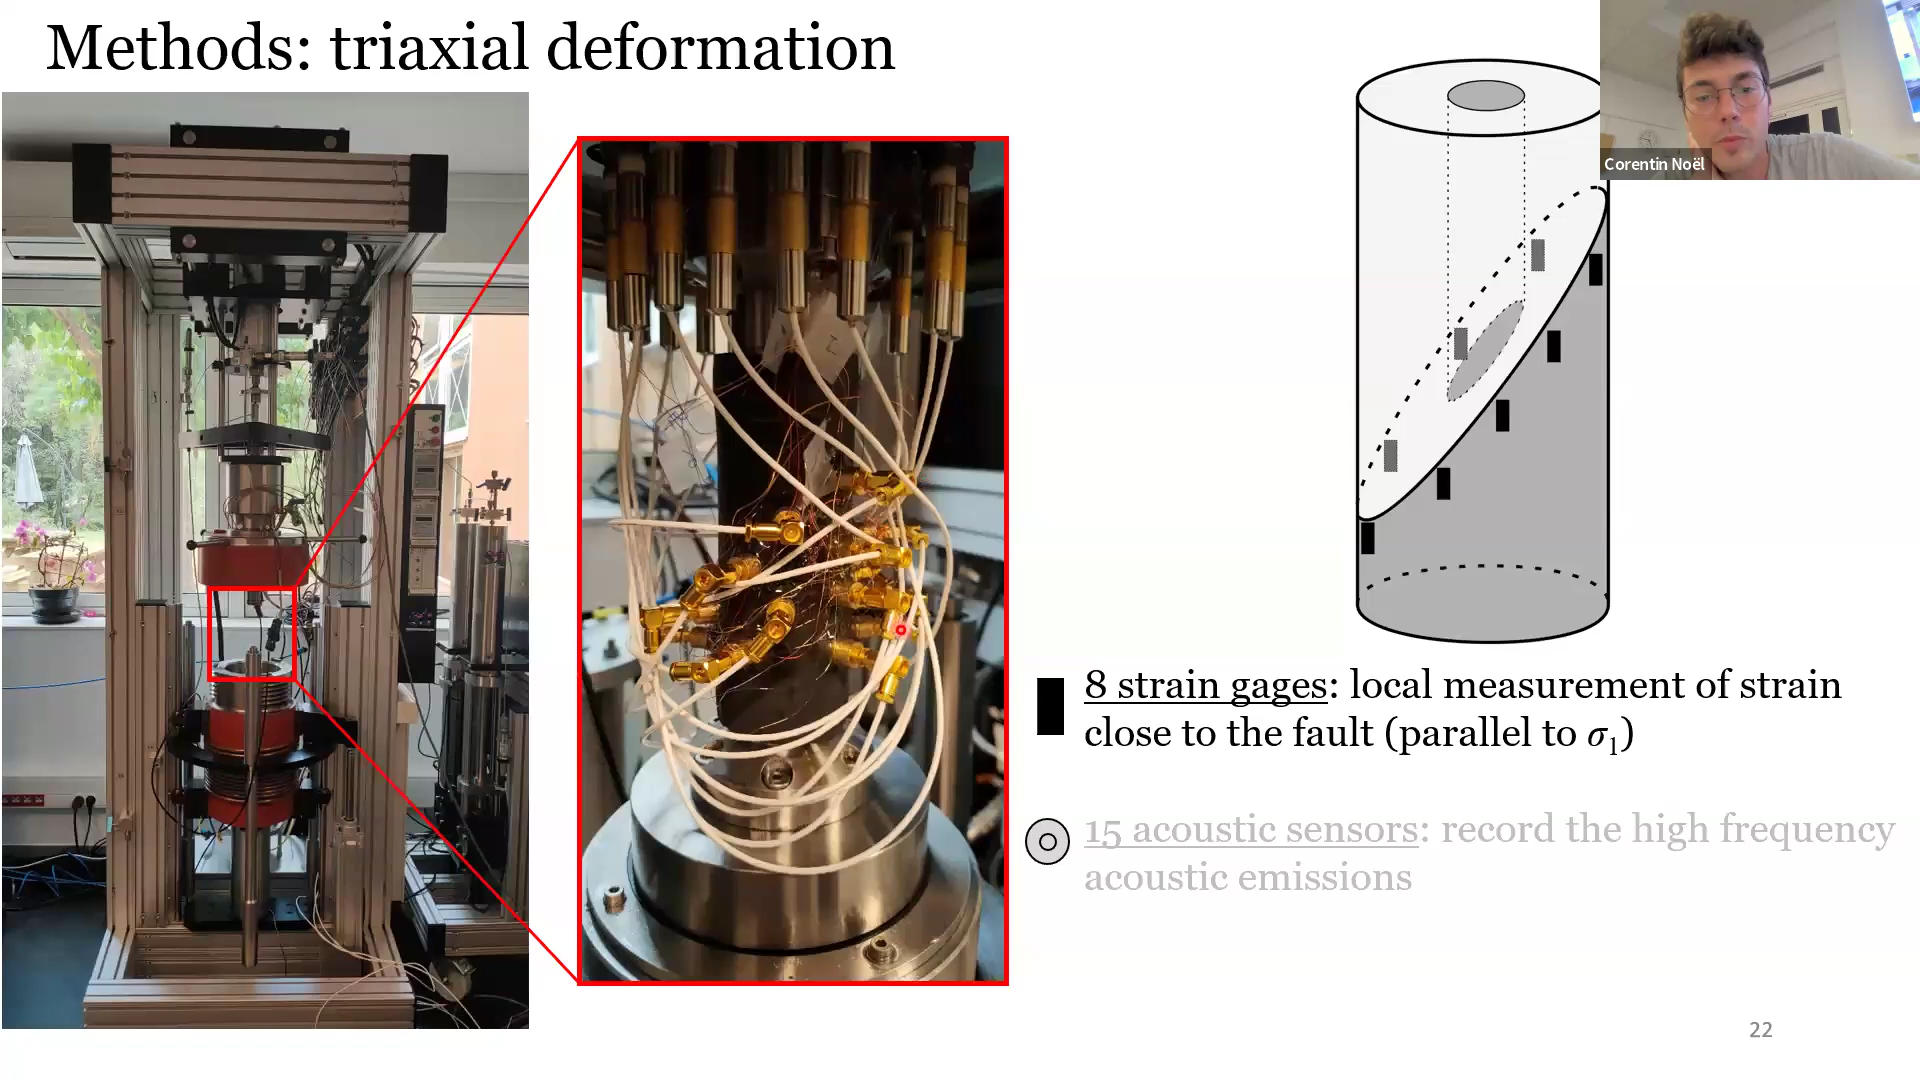 Methods: triaxial deformation
Corentin Noël
8 strain gages: local measurement of strain
close to the fault (parallel to σ₁)
15 acoustic sensors: record the high frequency
acoustic emissions
22